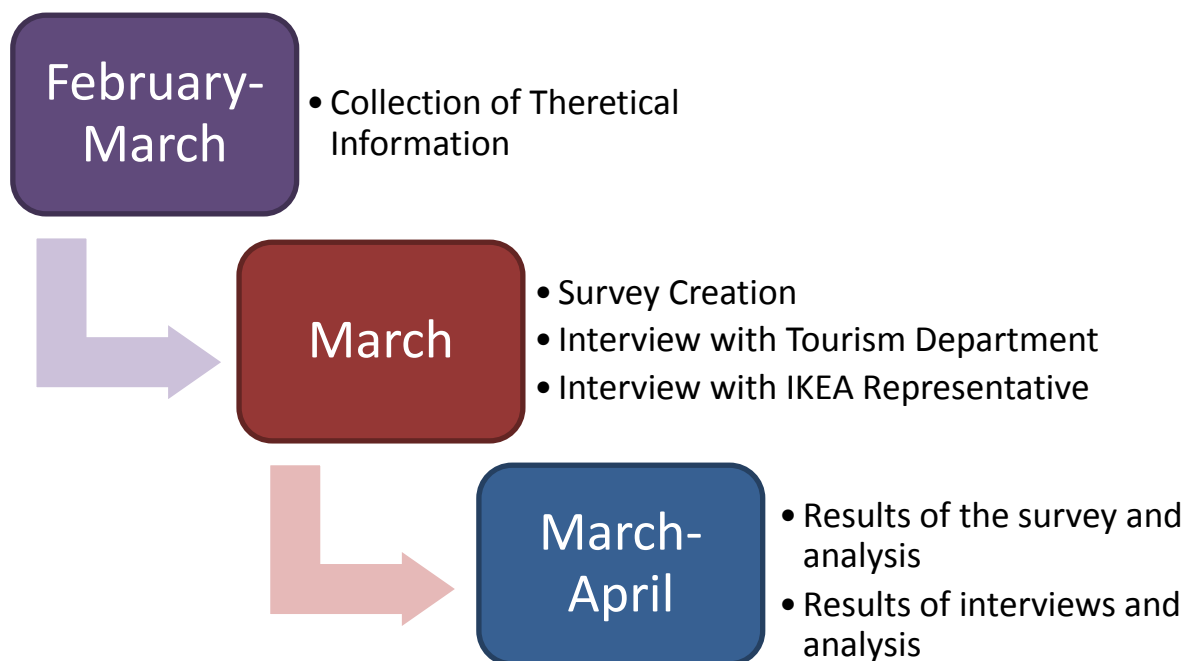 February-
March
• Collection of Theretical
Information
March
• Survey Creation
• Interview with Tourism Department
• Interview with IKEA Representative
March-
April
• Results of the survey and
analysis
• Results of interviews and
analysis